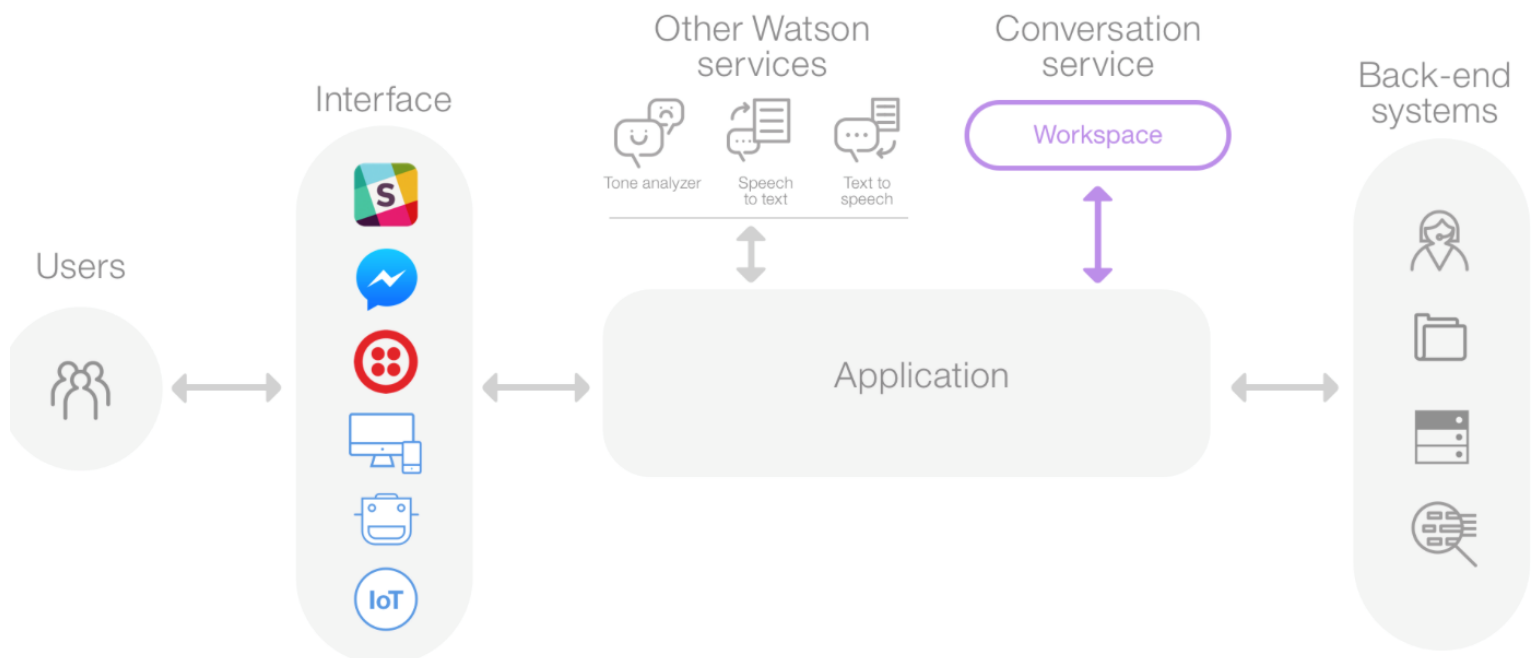 Other Watson
services
Conversation
service
Back-end
systems
Interface
Workspace
Tone analyzer
Speech
to text
Text to
speech
S
Users
Application
IoT